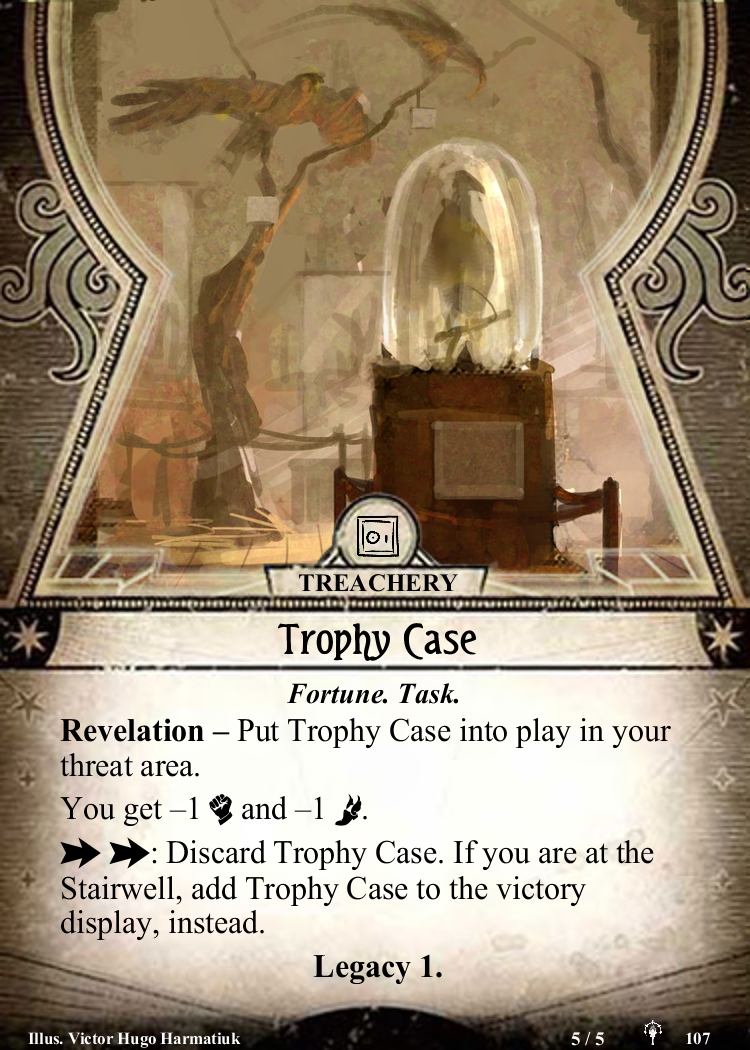 TREACHERY
Trophy Case
Fortune. Task.
Revelation – Put Trophy Case into play in your
threat area.
You get –1 and –1 .
: Discard Trophy Case. If you are at the
Stairwell, add Trophy Case to the victory
display, instead.
Legacy 1.
Illus. Victor Hugo Harmatiuk 5 / 5 107